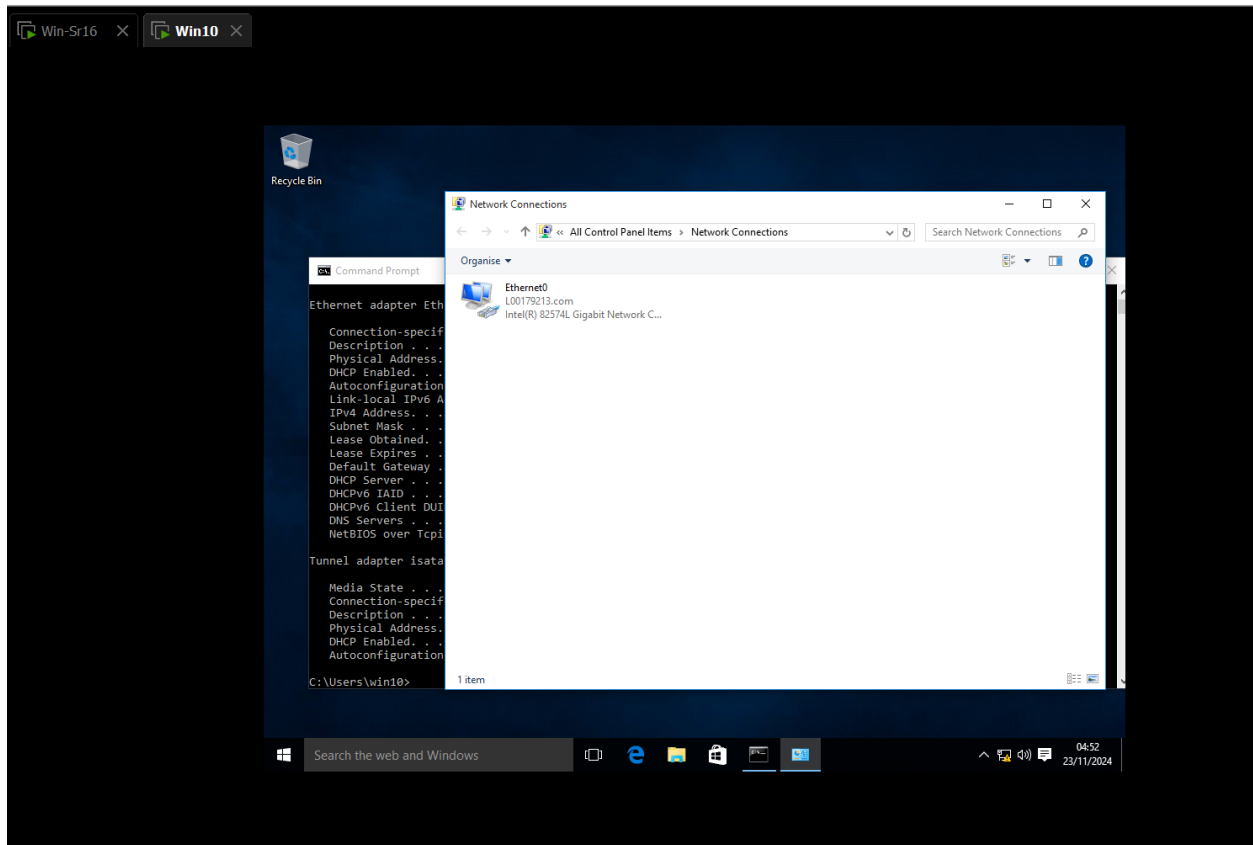 Win-Sr16
Win10
Recycle Bin
Network Connections
« All Control Panel Items > Network Connections
Search Network Connections
Organise
Ethernet0
L00179213.com
Intel(R) 82574L Gigabit Network C...
1 item
Command Prompt
Ethernet adapter Eth
Connection-specif
Description . . .
Physical Address.
DHCP Enabled. . .
Autoconfiguration
Link-local IPv6 A
IPv4 Address. . .
Subnet Mask . . .
Lease Obtained. .
Lease Expires . .
Default Gateway .
DHCP Server . . .
DHCPv6 IAID . . .
DHCPv6 Client DUI
DNS Servers . . .
NetBIOS over Tcpi
Tunnel adapter isata
Media State . . .
Connection-specif
Description . . .
Physical Address.
DHCP Enabled. . .
Autoconfiguration
C:\Users\win10>
Search the web and Windows
04:52
23/11/2024